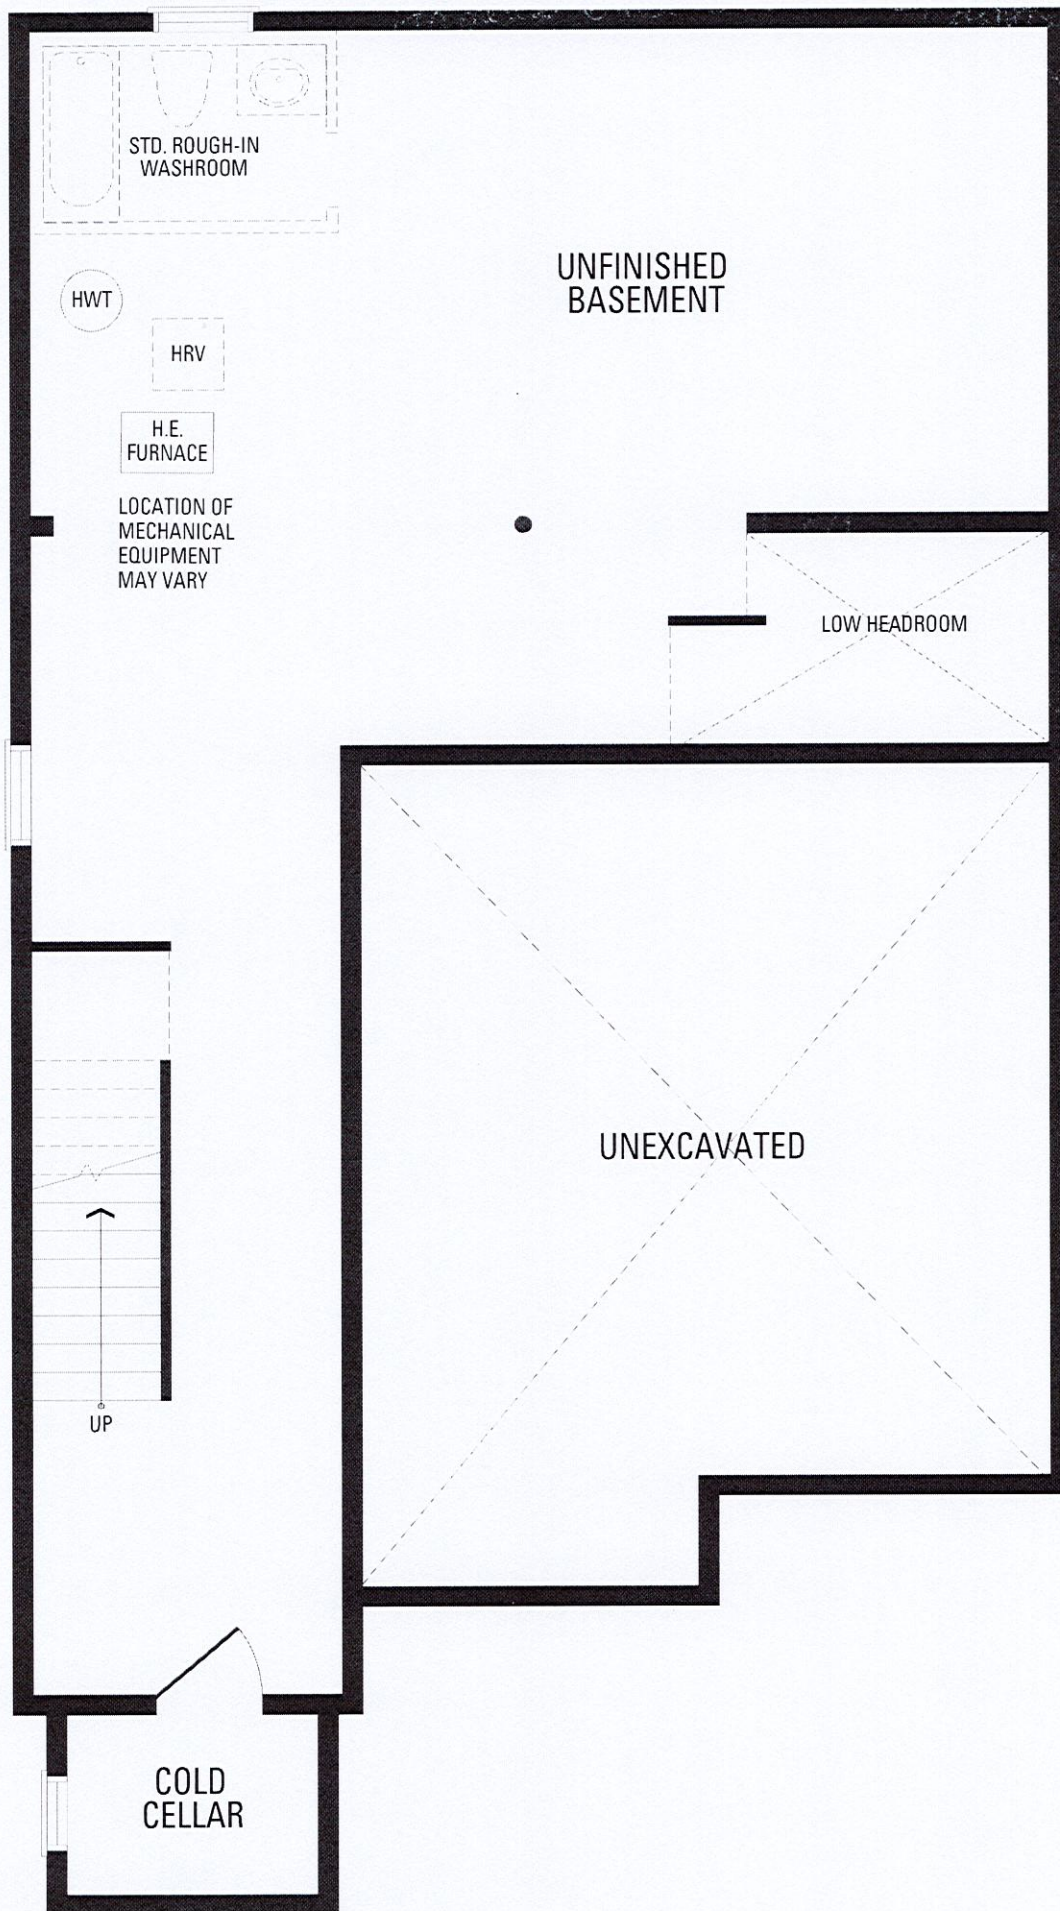 STD. ROUGH-IN
WASHROOM
UNFINISHED
BASEMENT
HWT
HRV
H.E.
FURNACE
LOCATION OF
MECHANICAL
EQUIPMENT
MAY VARY
LOW HEADROOM
UNEXCAVATED
UP
COLD
CELLAR